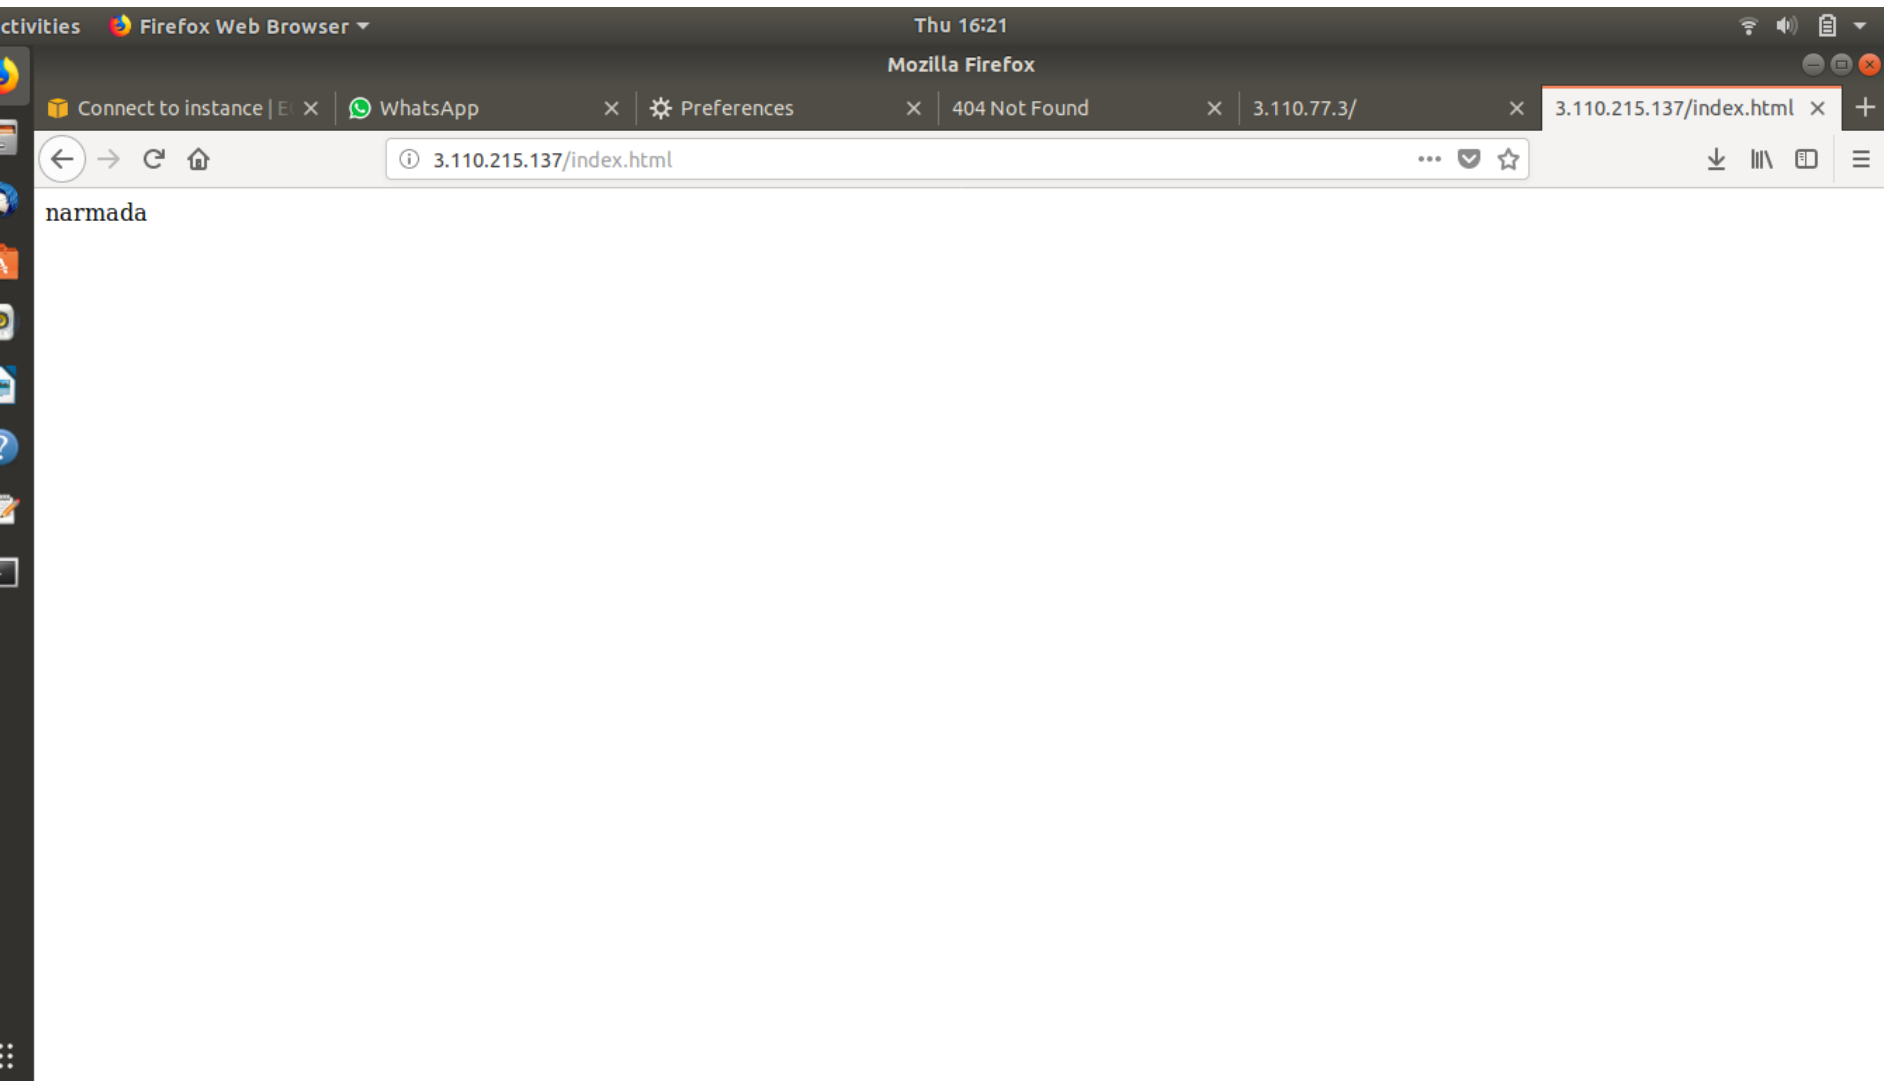 ctivities Firefox Web Browser Thu 16:21
Mozilla Firefox
Connect to instance | E WhatsApp Preferences 404 Not Found 3.110.77.3/ 3.110.215.137/index.html
3.110.215.137/index.html
narmada